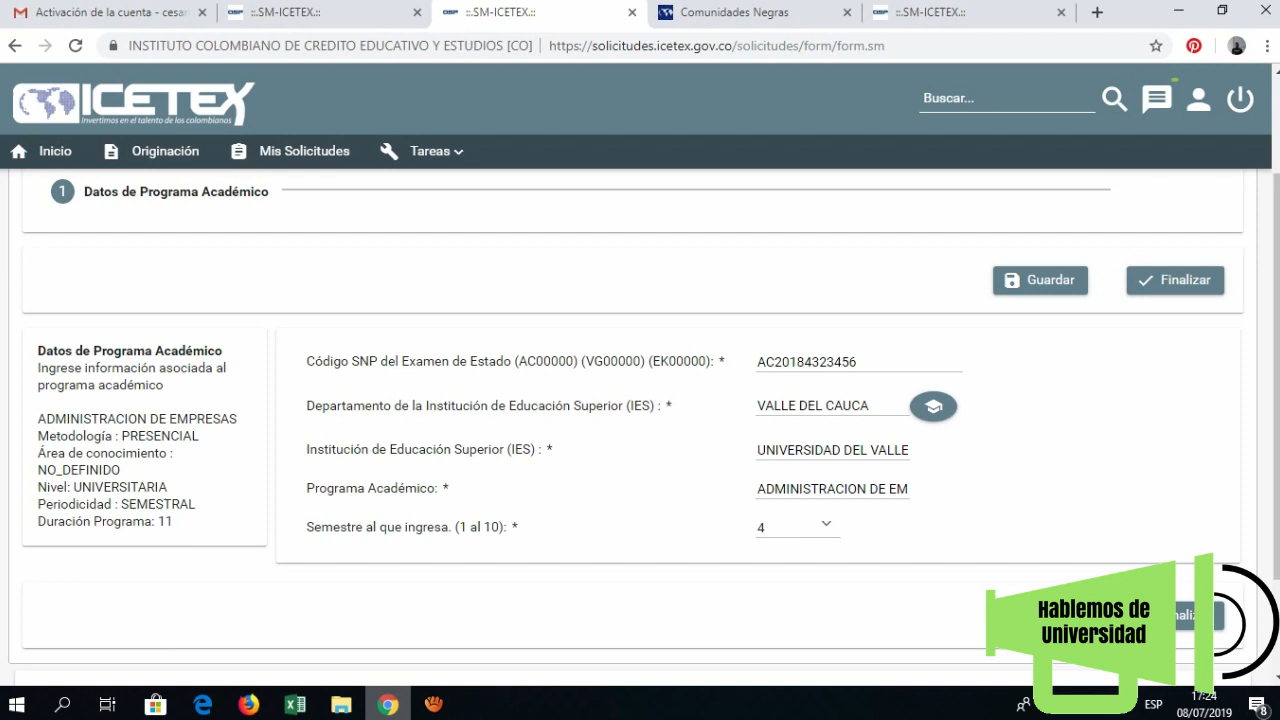 Activación de la cuenta - cesar
::.SM-ICETEX.::
::.SM-ICETEX.::
Comunidades Negras
::.SM-ICETEX.::
INSTITUTO COLOMBIANO DE CREDITO EDUCATIVO Y ESTUDIOS [CO] | https://solicitudes.icetex.gov.co/solicitudes/form/form.sm
ICETEX
Invertimos en el talento de los colombianos
Buscar...
Inicio
Originación
Mis Solicitudes
Tareas
1 Datos de Programa Académico
Guardar
Finalizar
Datos de Programa Académico
Ingrese información asociada al
programa académico
ADMINISTRACION DE EMPRESAS
Metodología : PRESENCIAL
Área de conocimiento :
NO_DEFINIDO
Nivel: UNIVERSITARIA
Periodicidad : SEMESTRAL
Duración Programa: 11
Código SNP del Examen de Estado (AC00000) (VG00000) (EK00000): * AC20184323456
Departamento de la Institución de Educación Superior (IES) : * VALLE DEL CAUCA
Institución de Educación Superior (IES) : * UNIVERSIDAD DEL VALLE
Programa Académico: * ADMINISTRACION DE EM
Semestre al que ingresa. (1 al 10): * 4
Hablemos de
Universidad
ESP
17:24
08/07/2019
8